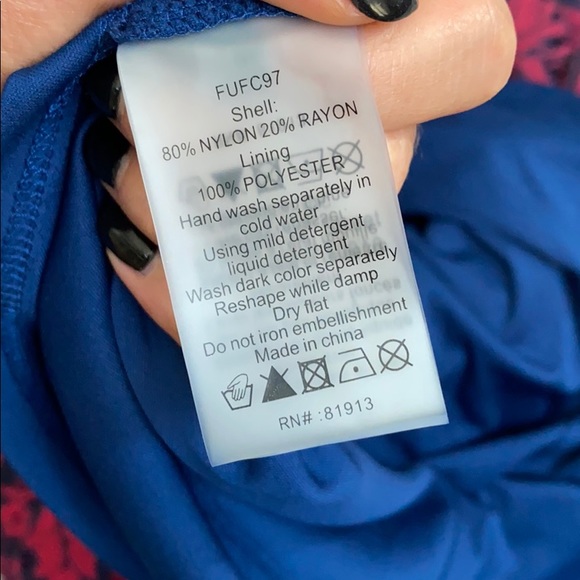 FUFC97
Shell:
80% NYLON 20% RAYON
Lining
100% POLYESTER
Hand wash separately in
cold water
Using mild detergent
liquid detergent
Wash dark color separately
Reshape while damp
Dry flat
Do not iron embellishment
Made in china
RN# :81913